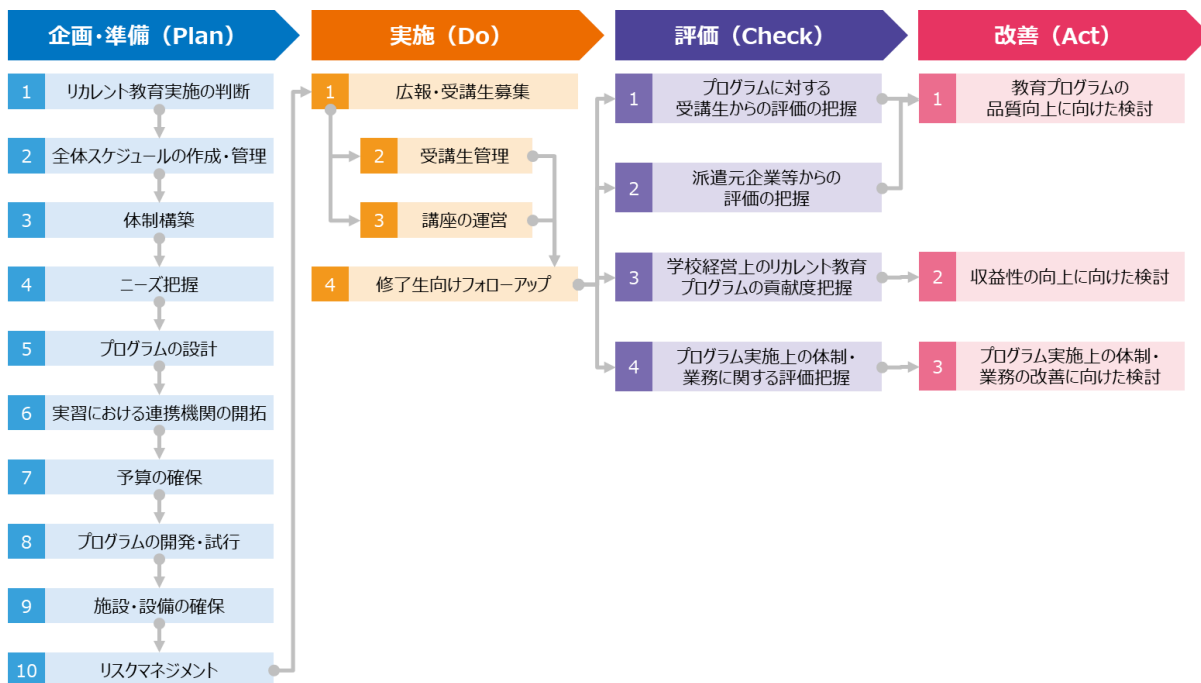 企画・準備（Plan）
1 リカレント教育実施の判断
2 全体スケジュールの作成・管理
3 体制構築
4 ニーズ把握
5 プログラムの設計
6 実習における連携機関の開拓
7 予算の確保
8 プログラムの開発・試行
9 施設・設備の確保
10 リスクマネジメント
実施（Do）
1 広報・受講生募集
2 受講生管理
3 講座の運営
4 修了生向けフォローアップ
評価（Check）
1 プログラムに対する
受講生からの評価の把握
2 派遣元企業等からの
評価の把握
3 学校経営上のリカレント教育
プログラムの貢献度把握
4 プログラム実施上の体制・
業務に関する評価把握
改善（Act）
1 教育プログラムの
品質向上に向けた検討
2 収益性の向上に向けた検討
3 プログラム実施上の体制・
業務の改善に向けた検討